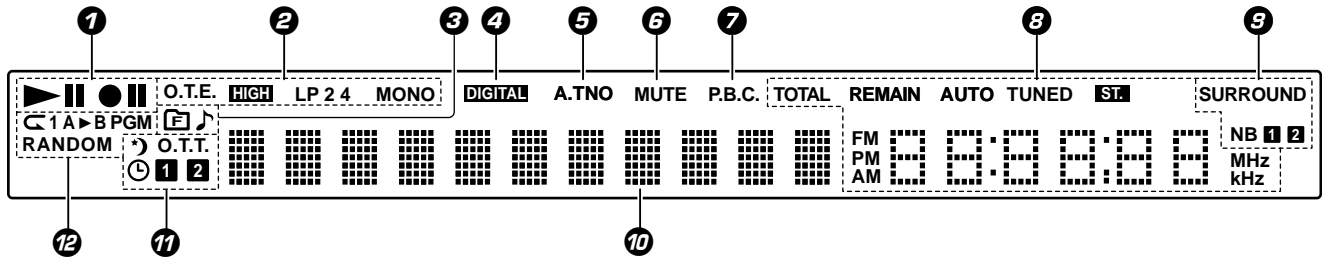 1 2 3 4 5 6 7 8 9
O.T.E. HIGH LP 2 4 MONO DIGITAL A.TNO MUTE P.B.C. TOTAL REMAIN AUTO TUNED ST. SURROUND
1 A ► B PGM F ♪
RANDOM O.T.T. FM NB 1 2
1 2 PM MHz
AM kHz
12 11 10